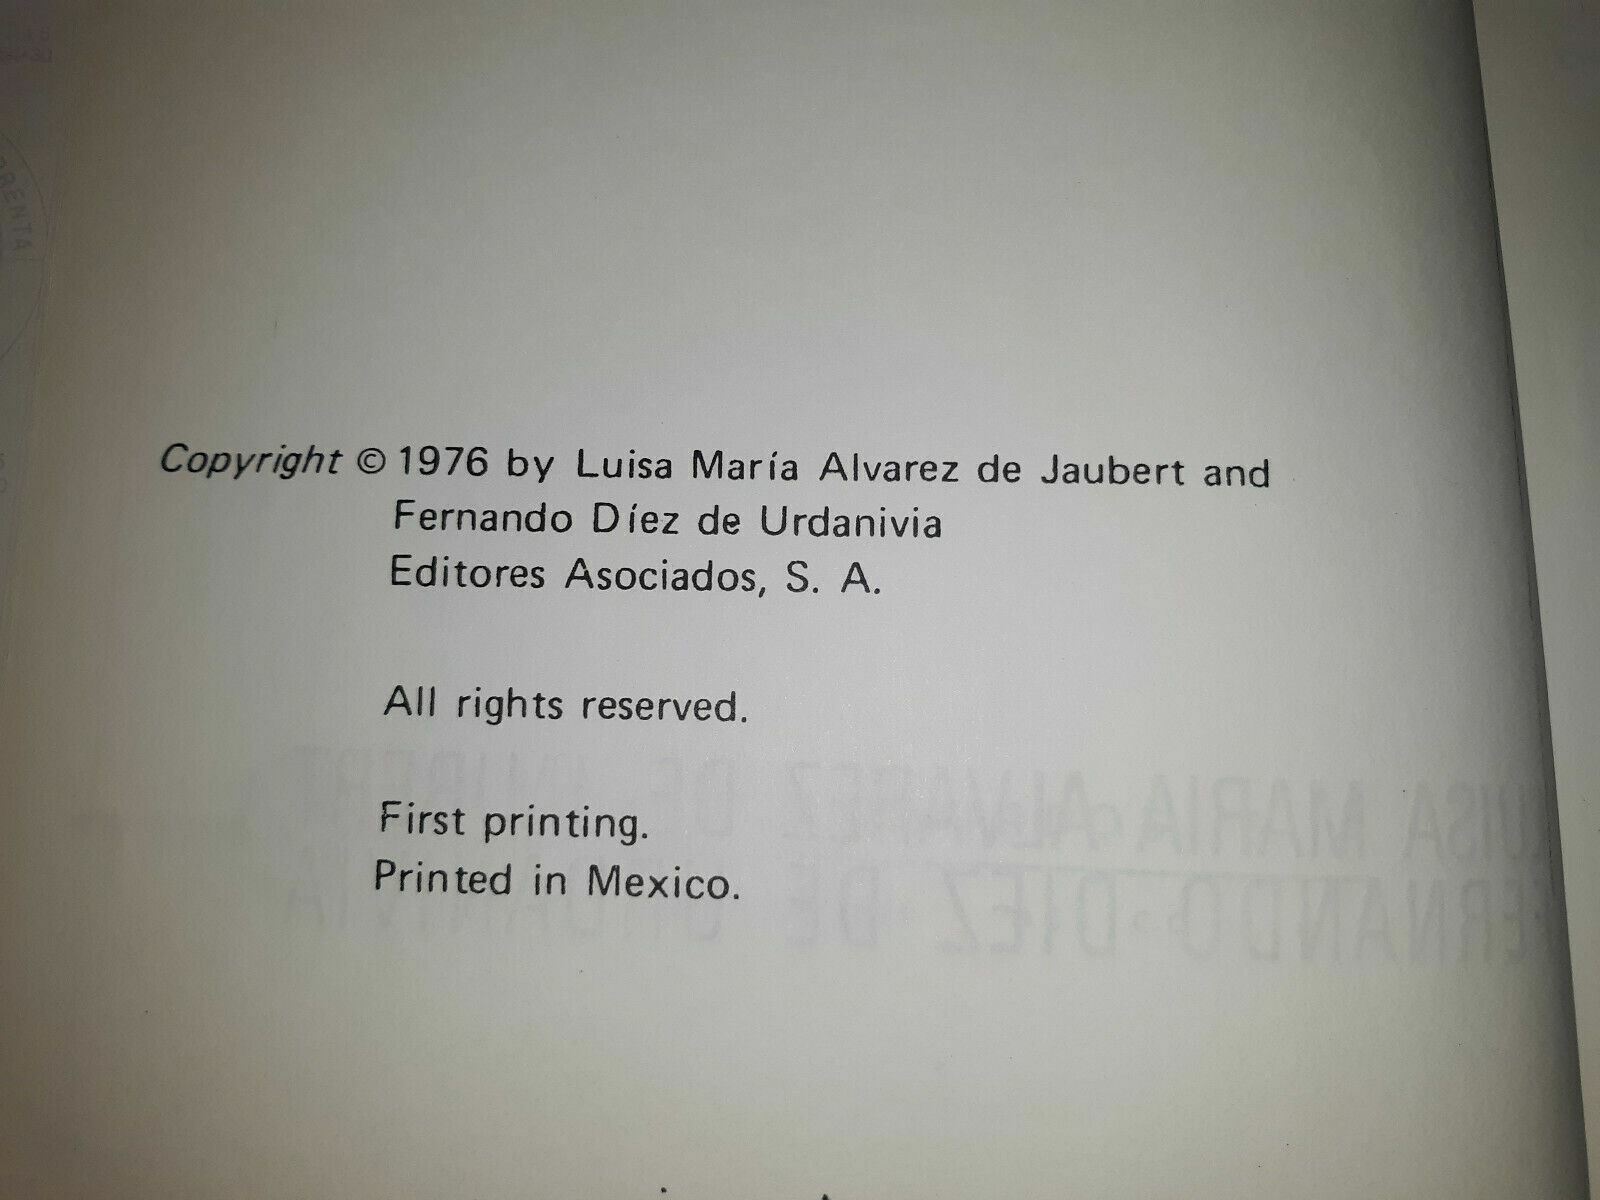 Copyright © 1976 by Luisa María Alvarez de Jaubert and
Fernando Díez de Urdanivia
Editores Asociados, S. A.
All rights reserved.
First printing.
Printed in Mexico.